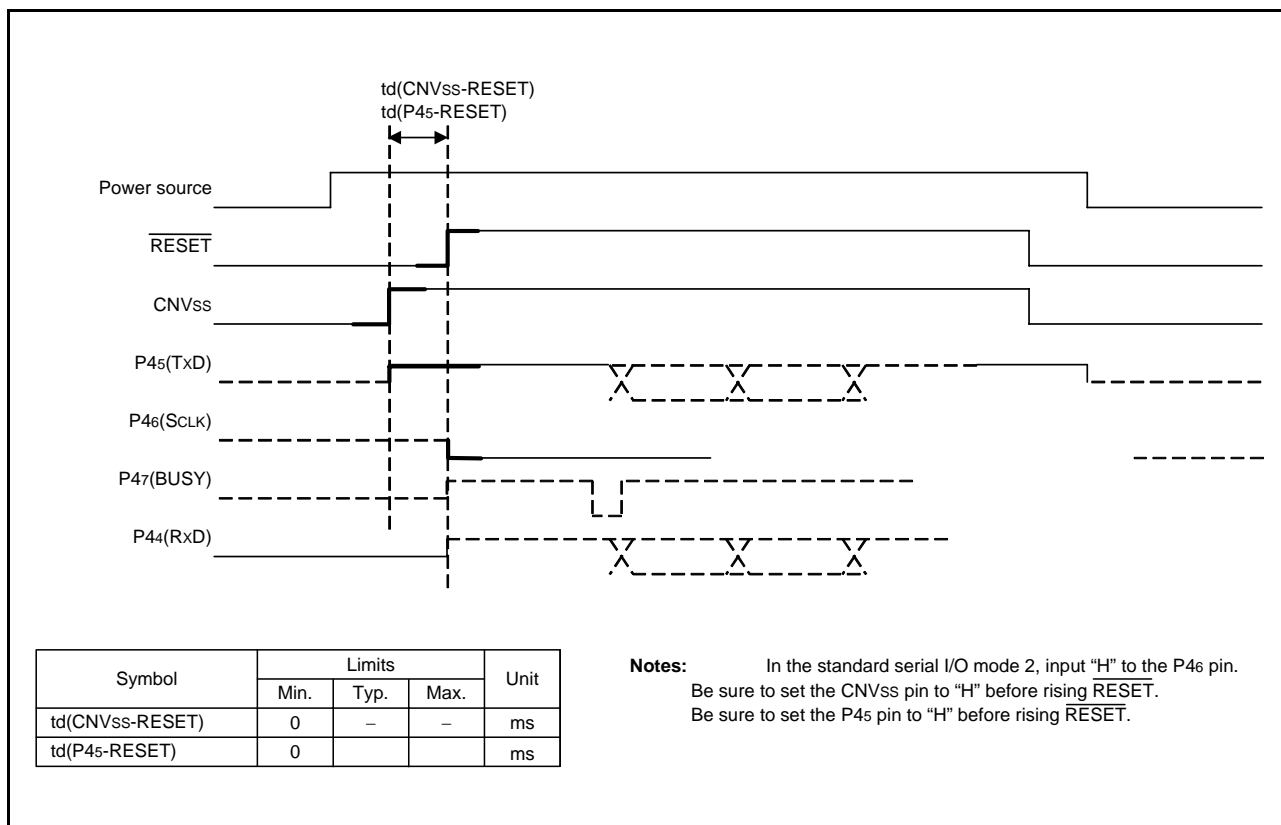 td(CNVss-RESET)
td(P45-RESET)
Power source
RESET
CNVss
P45(TxD)
P46(SCLK)
P47(BUSY)
P44(RxD)
Symbol Limits Unit
Min. Typ. Max.
td(CNVss-RESET) 0 – – ms
td(P45-RESET) 0 ms
Notes: In the standard serial I/O mode 2, input “H” to the P46 pin.
Be sure to set the CNVss pin to “H” before rising RESET.
Be sure to set the P45 pin to “H” before rising RESET.